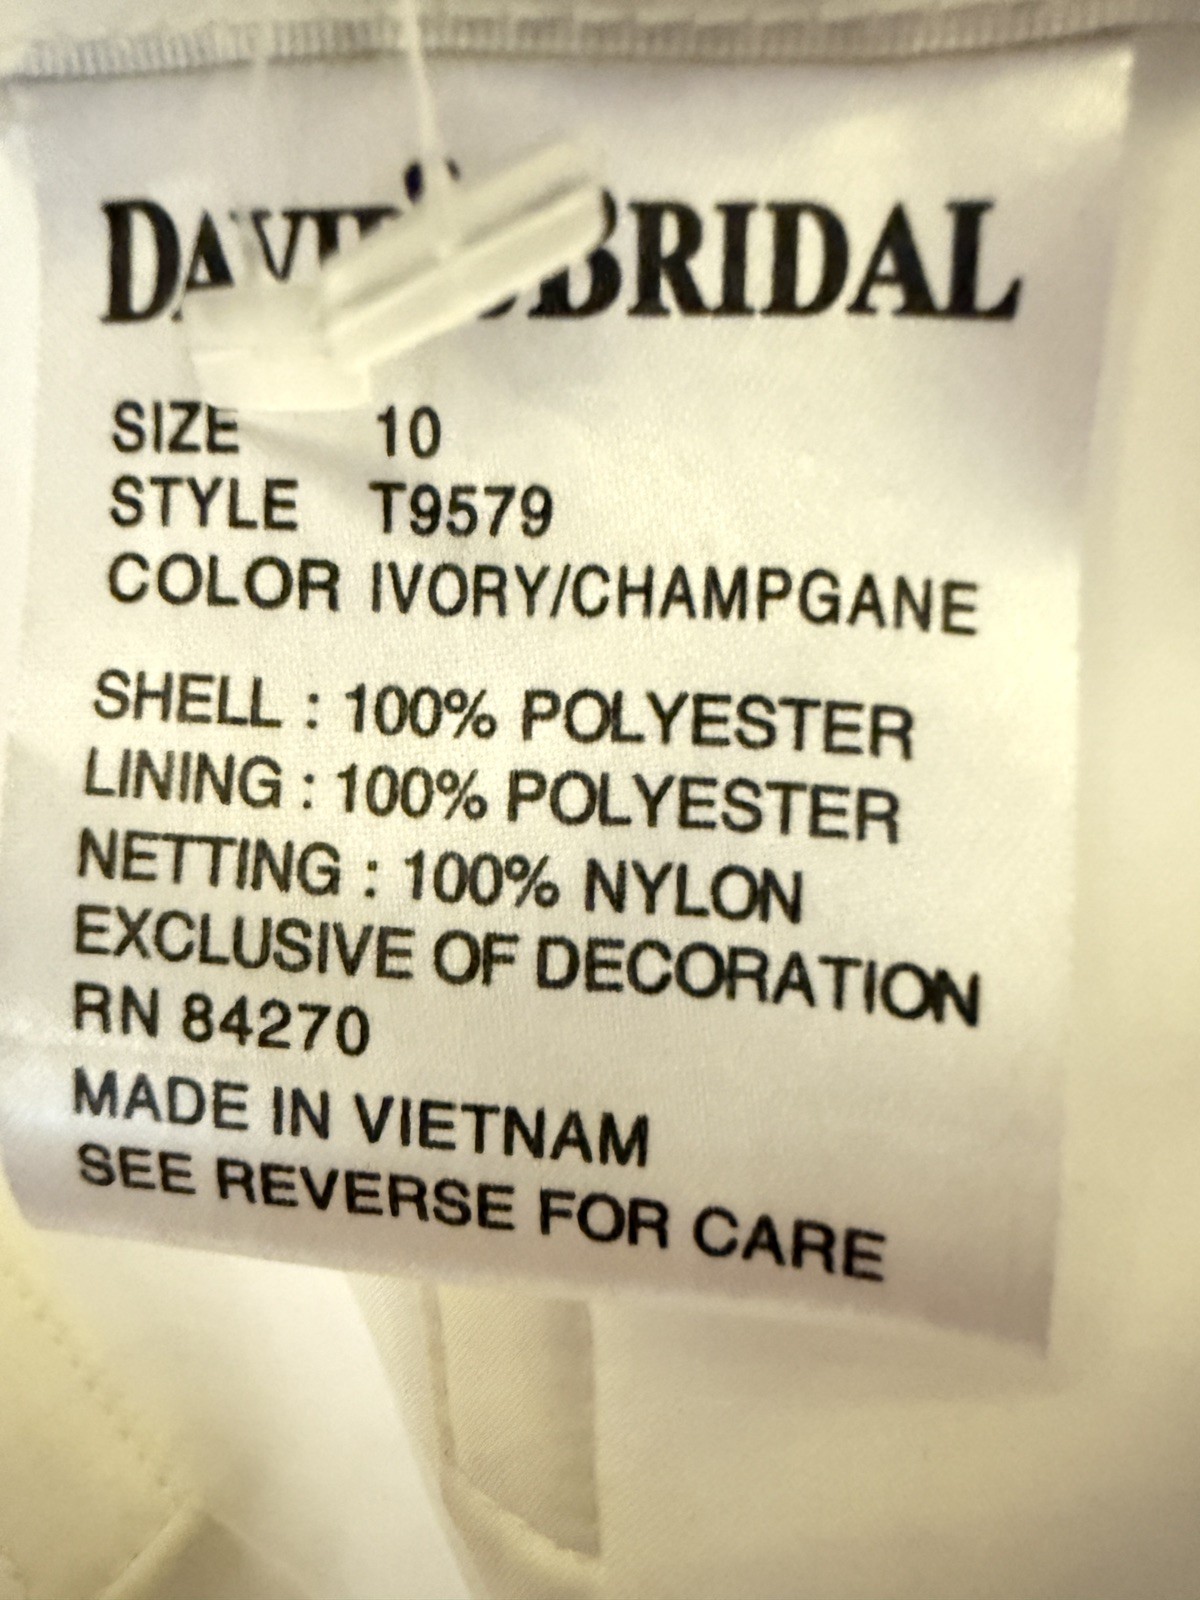 DAVID'S BRIDAL
SIZE 10
STYLE T9579
COLOR IVORY/CHAMPGANE
SHELL : 100% POLYESTER
LINING : 100% POLYESTER
NETTING : 100% NYLON
EXCLUSIVE OF DECORATION
RN 84270
MADE IN VIETNAM
SEE REVERSE FOR CARE